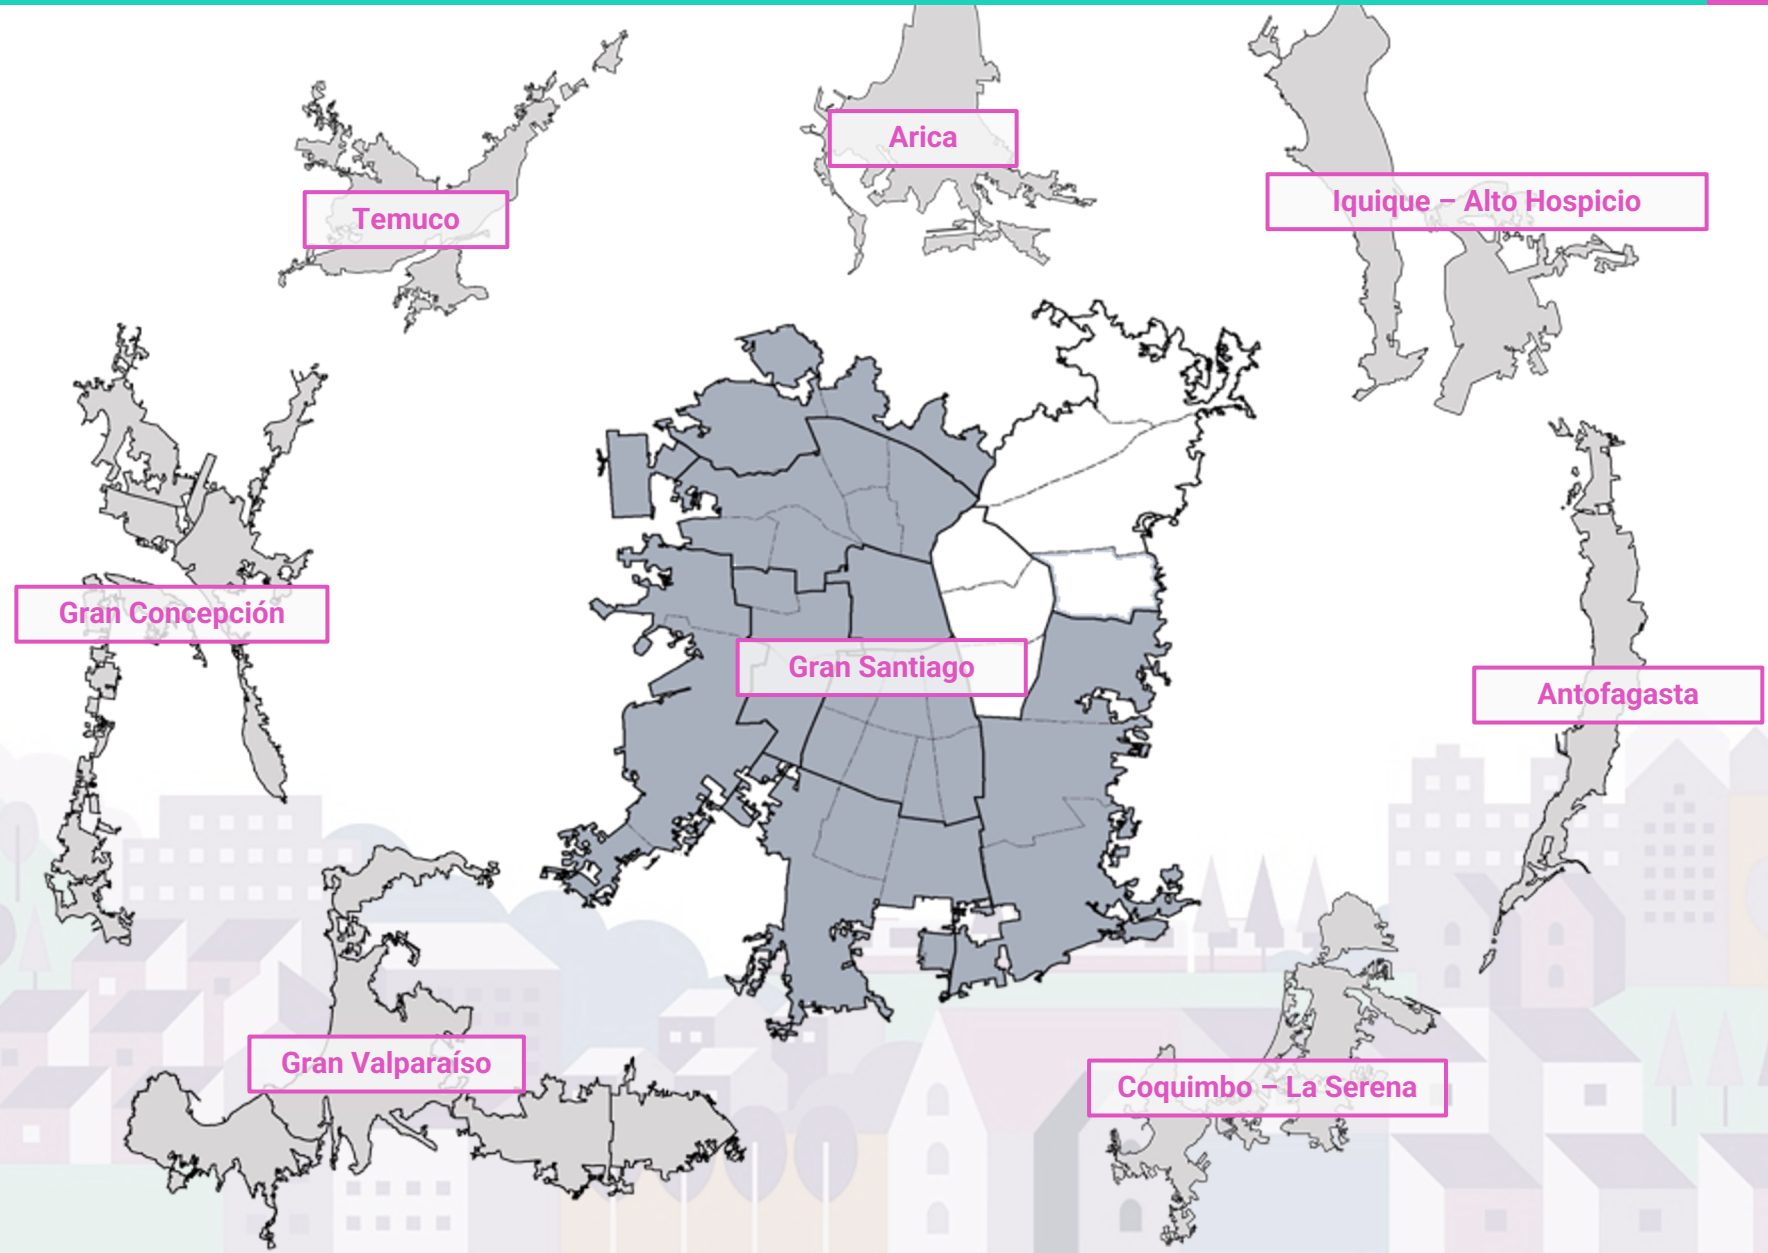 Arica
Iquique – Alto Hospicio
Temuco
Gran Concepción
Gran Santiago
Antofagasta
Gran Valparaíso
Coquimbo – La Serena